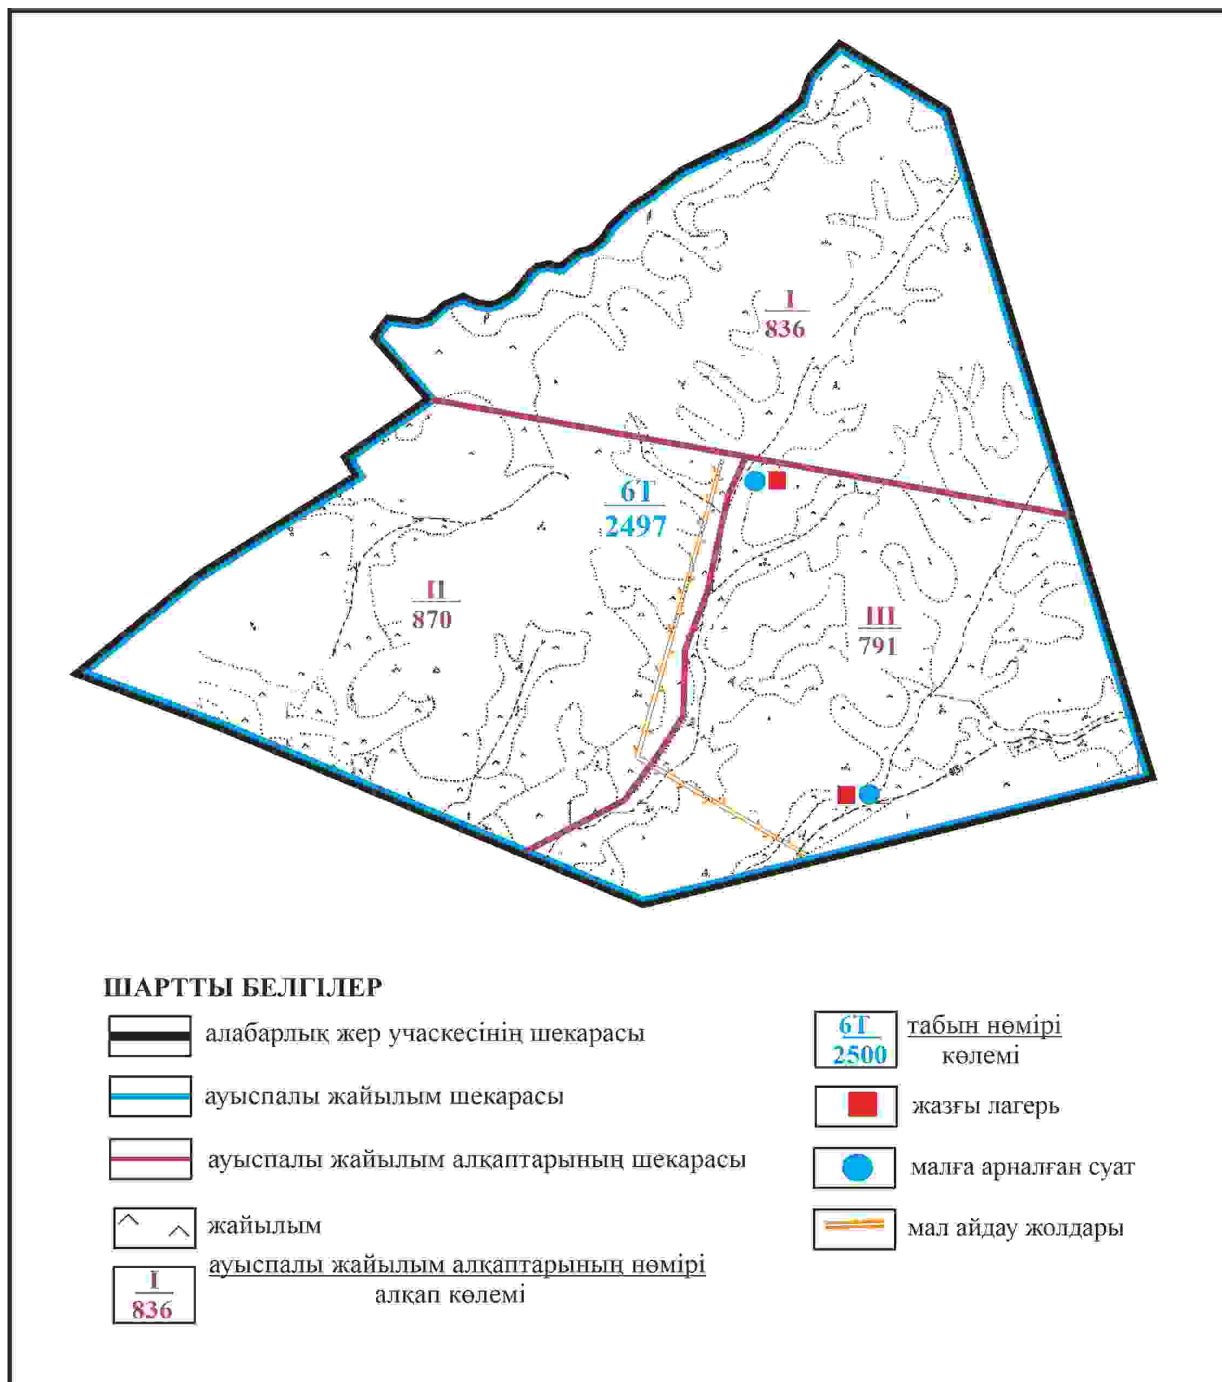 I
836
6Т
2497
II
870
III
791
ШАРТТЫ БЕЛГІЛЕР
алабарлық жер учаскесінің шекарасы
ауыспалы жайылым шекарасы
ауыспалы жайылым алқаптарының шекарасы
жайылым
I
836
ауыспалы жайылым алқаптарының нөмірі
алқап көлемі
6Т
2500
табын нөмірі
көлемі
жазғы лагерь
малға арналған суат
мал айдау жолдары